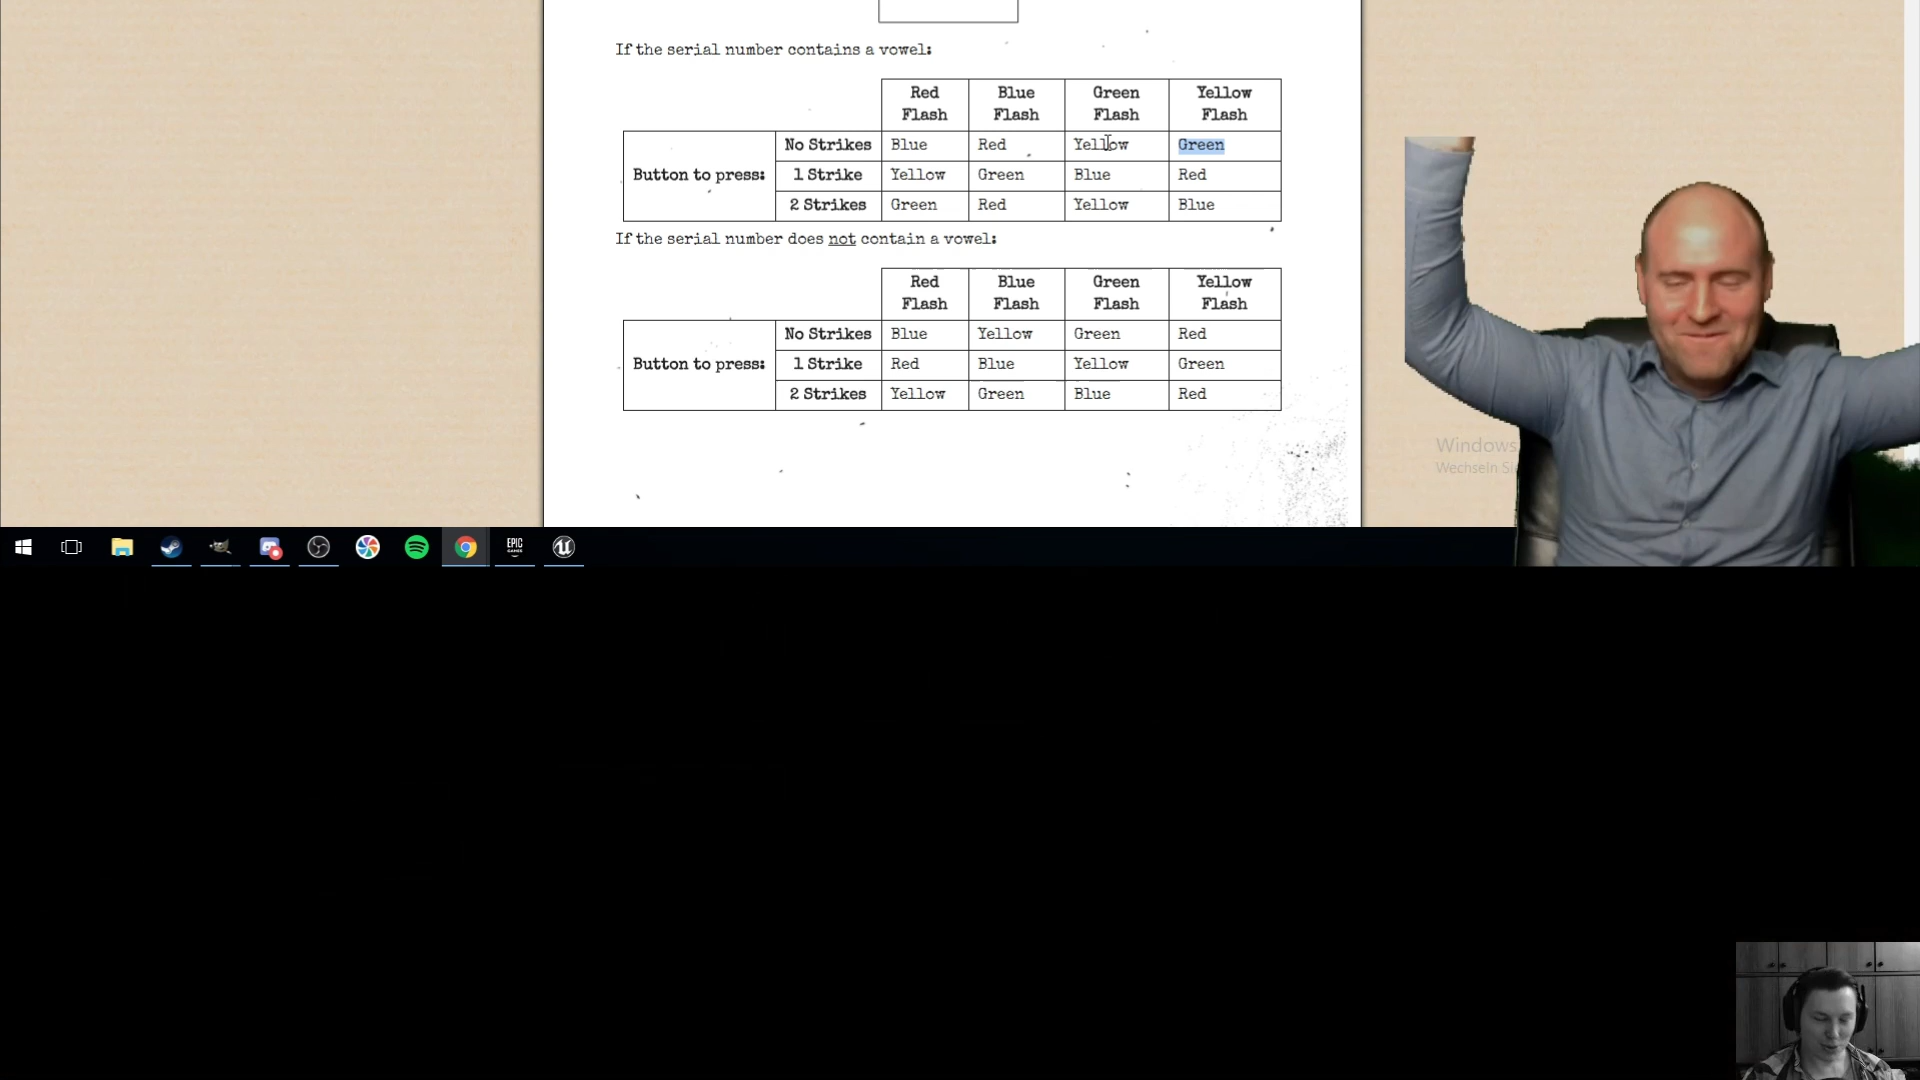 If the serial number contains a vowel:
Red Flash Blue Flash Green Flash Yellow Flash
Button to press:
No Strikes Blue Red Yellow Green
1 Strike Yellow Green Blue Red
2 Strikes Green Red Yellow Blue
If the serial number does not contain a vowel:
Red Flash Blue Flash Green Flash Yellow Flash
Button to press:
No Strikes Blue Yellow Green Red
1 Strike Red Blue Yellow Green
2 Strikes Yellow Green Blue Red
Windows
Wechseln
EPIC
GAMES